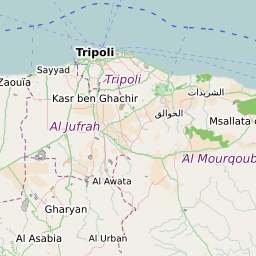 Tripoli
Sayyad
Tripoli
Zaouïa
Kasr ben Ghachir
الشريدات
Al Jufrah
الحوالق
Msallata
Al Mourqoub
Al Awata
Gharyan
Al Asabia
Al Urban